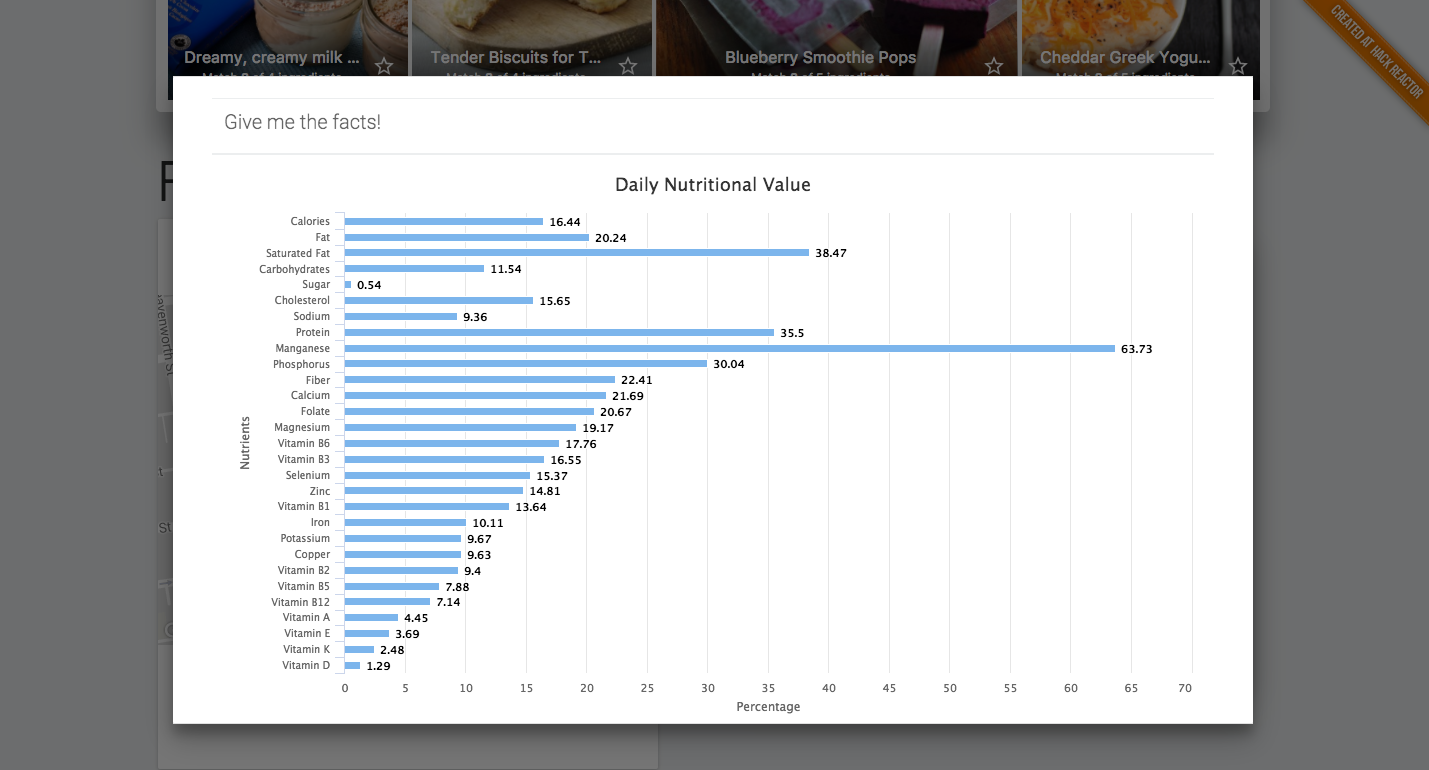 Dreamy, creamy milk ...
Tender Biscuits for T...
Blueberry Smoothie Pops
Cheddar Greek Yogu...
CREATED AT HACK REACTOR
Give me the facts!
Daily Nutritional Value
Nutrients
Calories 16.44
Fat 20.24
Saturated Fat 38.47
Carbohydrates 11.54
Sugar 0.54
Cholesterol 15.65
Sodium 9.36
Protein 35.5
Manganese 63.73
Phosphorus 30.04
Fiber 22.41
Calcium 21.69
Folate 20.67
Magnesium 19.17
Vitamin B6 17.76
Vitamin B3 16.55
Selenium 15.37
Zinc 14.81
Vitamin B1 13.64
Iron 10.11
Potassium 9.67
Copper 9.63
Vitamin B2 9.4
Vitamin B5 7.88
Vitamin B12 7.14
Vitamin A 4.45
Vitamin E 3.69
Vitamin K 2.48
Vitamin D 1.29
0 5 10 15 20 25 30 35 40 45 50 55 60 65 70
Percentage